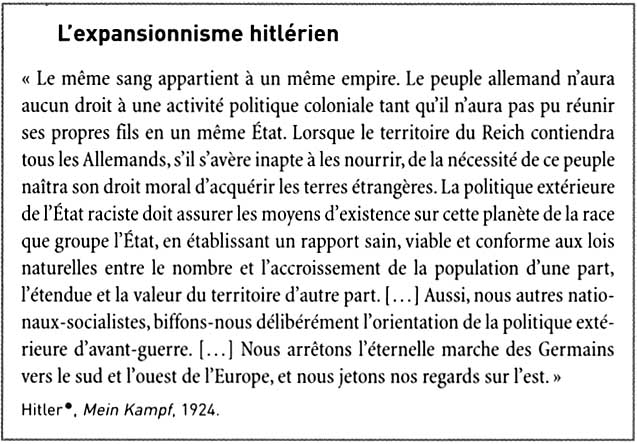 L'expansionnisme hitlérien
« Le même sang appartient à un même empire. Le peuple allemand n'aura
aucun droit à une activité politique coloniale tant qu'il n'aura pas pu réunir
ses propres fils en un même État. Lorsque le territoire du Reich contiendra
tous les Allemands, s'il s'avère inapte à les nourrir, de la nécessité de ce peuple
naîtra son droit moral d'acquérir les terres étrangères. La politique extérieure
de l'État raciste doit assurer les moyens d'existence sur cette planète de la race
que groupe l'État, en établissant un rapport sain, viable et conforme aux lois
naturelles entre le nombre et l'accroissement de la population d'une part,
l'étendue et la valeur du territoire d'autre part. […] Aussi, nous autres natio-
naux-socialistes, biffons-nous délibérément l'orientation de la politique exté-
rieure d'avant-guerre. […] Nous arrêtons l'éternelle marche des Germains
vers le sud et l'ouest de l'Europe, et nous jetons nos regards sur l'est. »
Hitler•, Mein Kampf, 1924.